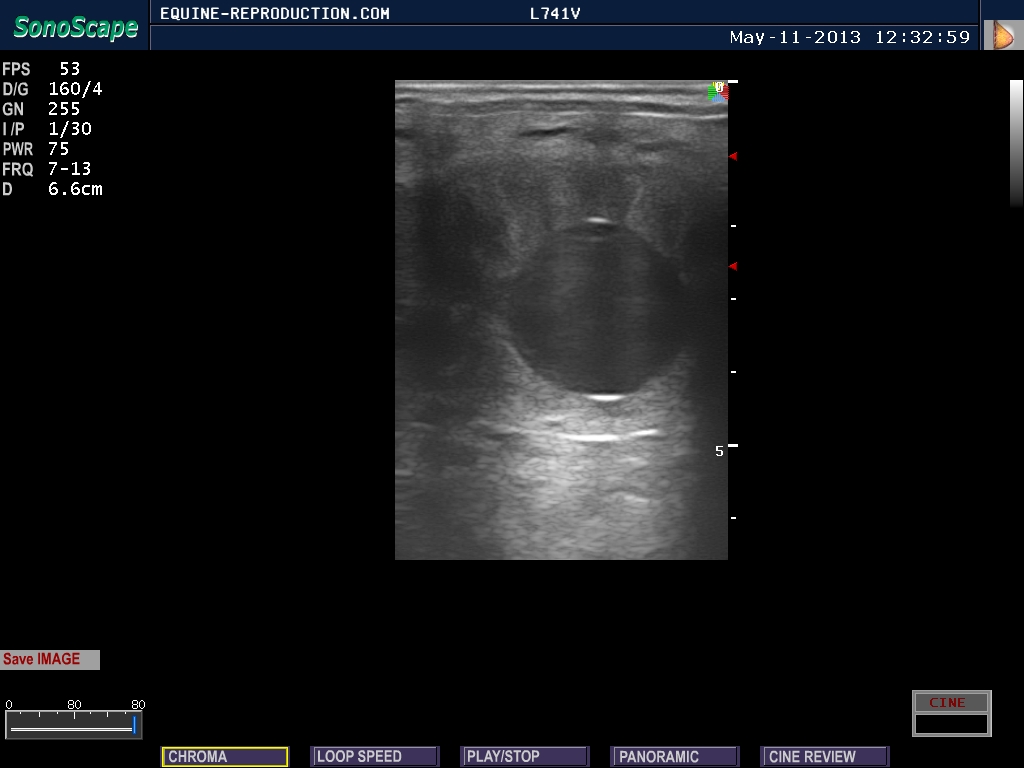 SonoScape
EQUINE-REPRODUCTION.COM L741V
May-11-2013 12:32:59
FPS 53
D/G 160/4
GN 255
I/P 1/30
PWR 75
FRQ 7-13
D 6.6cm
0
5
Save IMAGE
0 80 80
CINE
CHROMA LOOP SPEED PLAY/STOP PANORAMIC CINE REVIEW